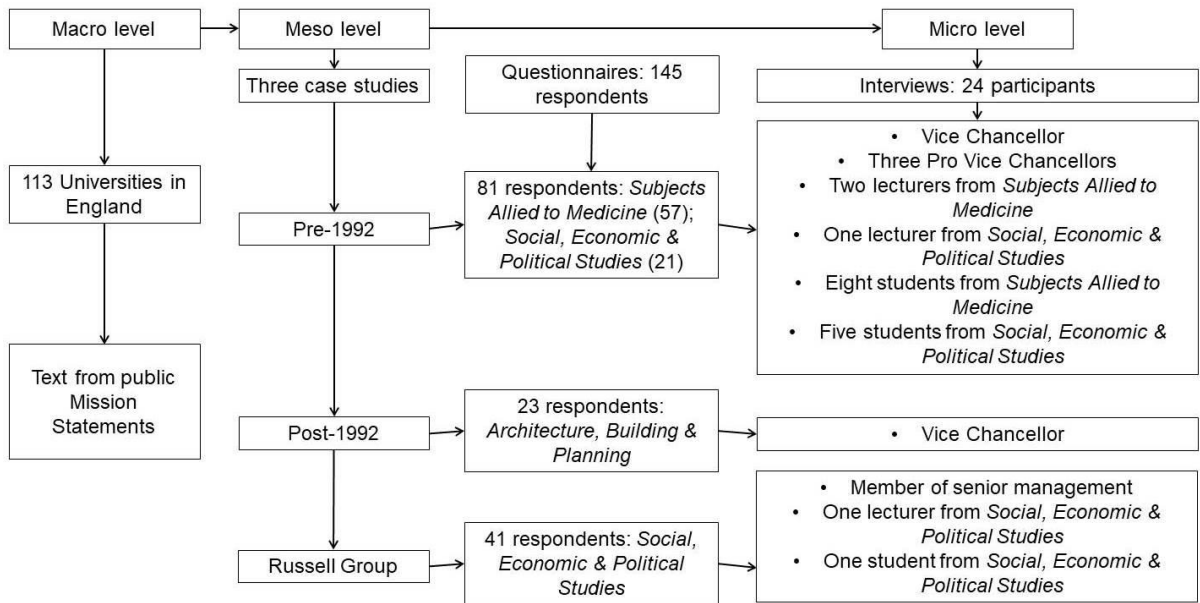 Macro level
Meso level
Micro level
Three case studies
Questionnaires: 145
respondents
Interviews: 24 participants
113 Universities in
England
Text from public
Mission
Statements
Pre-1992
81 respondents: Subjects
Allied to Medicine (57);
Social, Economic &
Political Studies (21)
• Vice Chancellor
• Three Pro Vice Chancellors
• Two lecturers from Subjects Allied to
Medicine
• One lecturer from Social, Economic &
Political Studies
• Eight students from Subjects Allied to
Medicine
• Five students from Social, Economic &
Political Studies
Post-1992
23 respondents:
Architecture, Building &
Planning
• Vice Chancellor
Russell Group
41 respondents: Social,
Economic & Political
Studies
• Member of senior management
• One lecturer from Social, Economic &
Political Studies
• One student from Social, Economic &
Political Studies